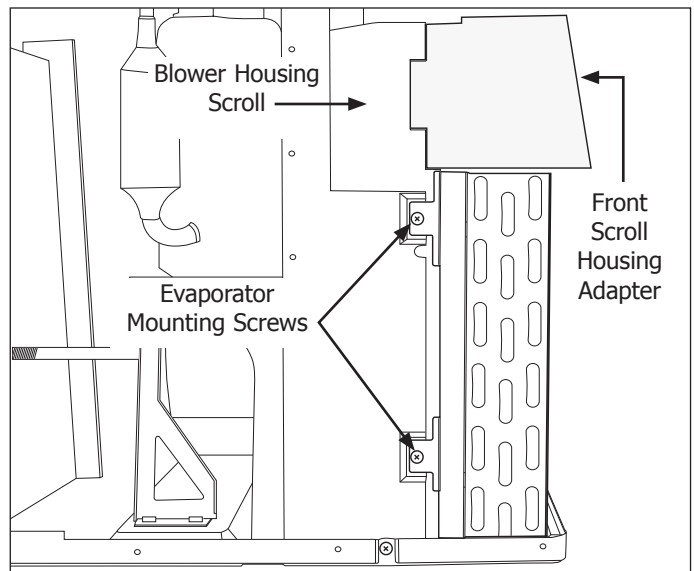 Blower Housing
Scroll
Front
Scroll
Housing
Adapter
Evaporator
Mounting Screws